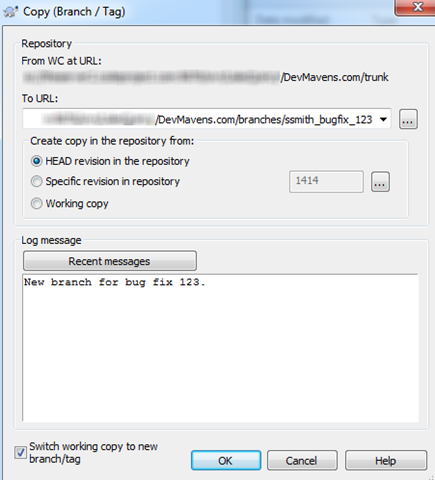 Copy (Branch / Tag)
Repository
From WC at URL:
/DevMavens.com/trunk
To URL:
/DevMavens.com/branches/ssmith_bugfix_123
...
Create copy in the repository from:
HEAD revision in the repository
Specific revision in repository
1414
...
Working copy
Log message
Recent messages
New branch for bug fix 123.
Switch working copy to new
branch/tag
OK
Cancel
Help